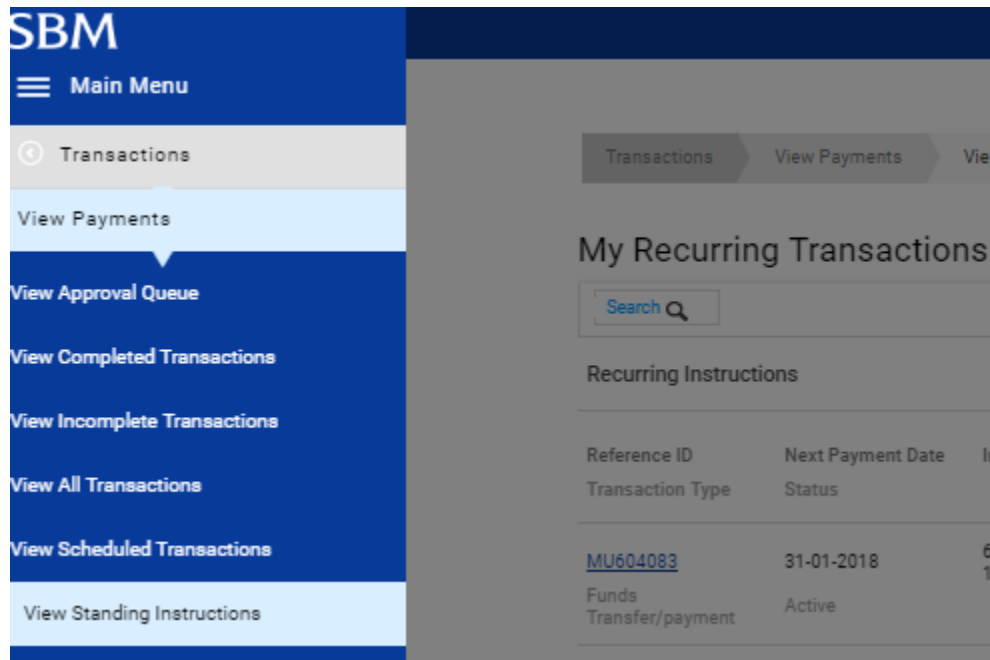 SBM
Main Menu
Transactions
View Payments
View Approval Queue
View Completed Transactions
View Incomplete Transactions
View All Transactions
View Scheduled Transactions
View Standing Instructions
Transactions View Payments
My Recurring Transactions
Search
Recurring Instructions
Reference ID Next Payment Date
Transaction Type Status
MU604083 31-01-2018
Funds
Transfer/payment Active